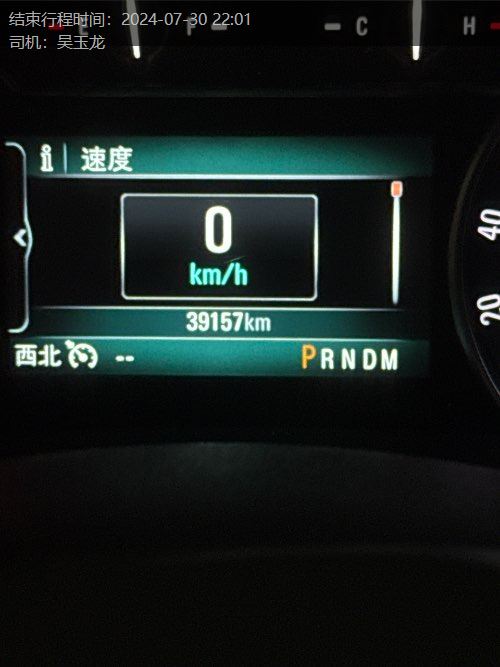 结束行程时间：2024-07-30 22:01
司机：吴玉龙
E F C H
i 速度
0
km/h
39157km
西北 -- PRNDM
40
20